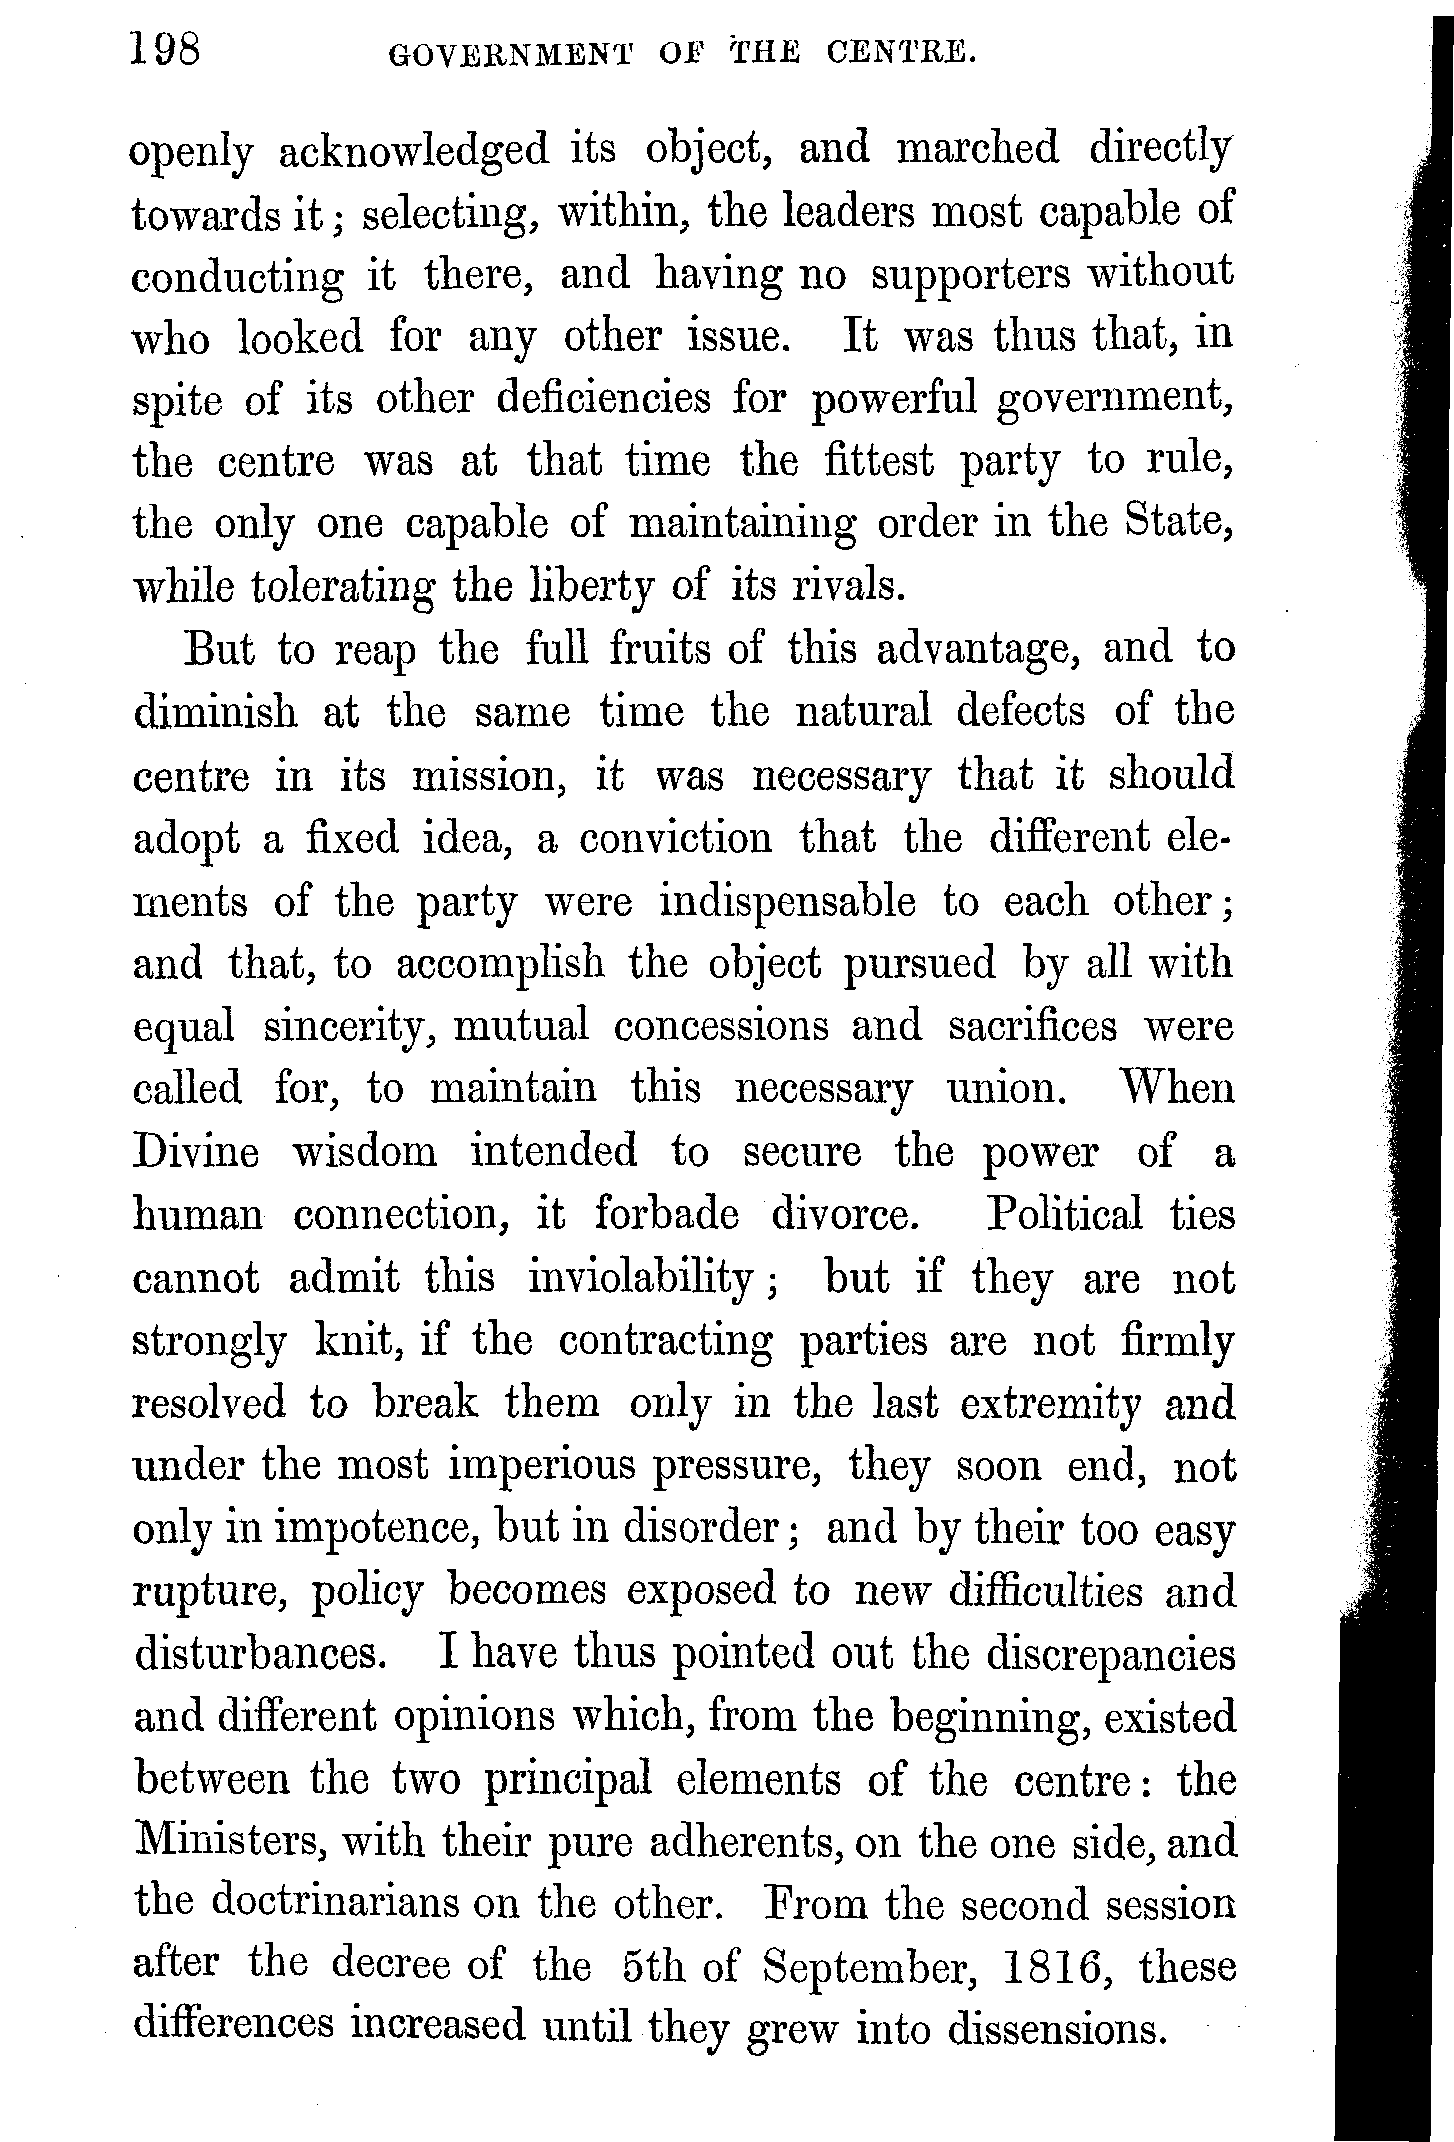 198 GOVERNMENT OF THE CENTRE.
openly acknowledged its object, and marched directly
towards it; selecting, within, the leaders most capable of
conducting it there, and having no supporters without
who looked for any other issue. It was thus that, in
spite of its other deficiencies for powerful government,
the centre was at that time the fittest party to rule,
the only one capable of maintaining order in the State,
while tolerating the liberty of its rivals.
But to reap the full fruits of this advantage, and to
diminish at the same time the natural defects of the
centre in its mission, it was necessary that it should
adopt a fixed idea, a conviction that the different ele-
ments of the party were indispensable to each other;
and that, to accomplish the object pursued by all with
equal sincerity, mutual concessions and sacrifices were
called for, to maintain this necessary union. When
Divine wisdom intended to secure the power of a
human connection, it forbade divorce. Political ties
cannot admit this inviolability; but if they are not
strongly knit, if the contracting parties are not firmly
resolved to break them only in the last extremity and
under the most imperious pressure, they soon end, not
only in impotence, but in disorder; and by their too easy
rupture, policy becomes exposed to new difficulties and
disturbances. I have thus pointed out the discrepancies
and different opinions which, from the beginning, existed
between the two principal elements of the centre: the
Ministers, with their pure adherents, on the one side, and
the doctrinarians on the other. From the second session
after the decree of the 5th of September, 1816, these
differences increased until they grew into dissensions.